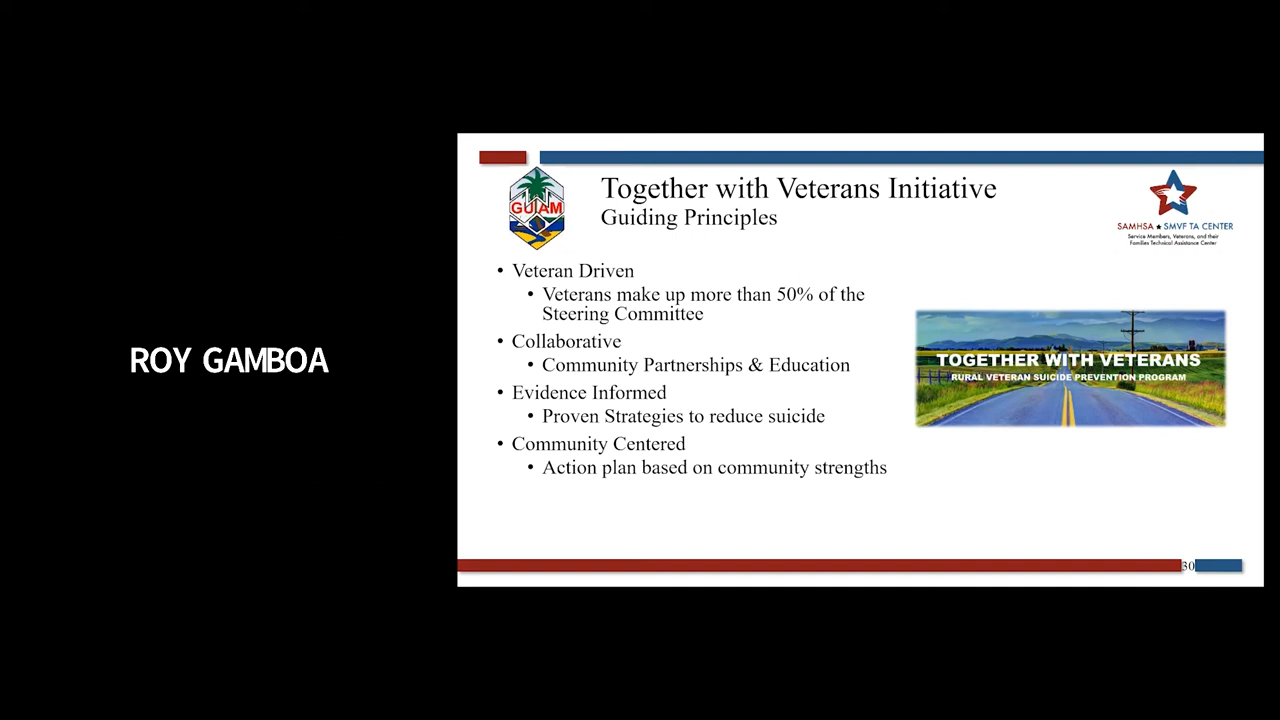 ROY GAMBOA
GUAM
Together with Veterans Initiative
Guiding Principles
SAMHSA ★ SMVF TA CENTER
Service Members, Veterans, and their
Families Technical Assistance Center
• Veteran Driven
• Veterans make up more than 50% of the
Steering Committee
• Collaborative
• Community Partnerships & Education
• Evidence Informed
• Proven Strategies to reduce suicide
• Community Centered
• Action plan based on community strengths
TOGETHER WITH VETERANS
RURAL VETERAN SUICIDE PREVENTION PROGRAM
30